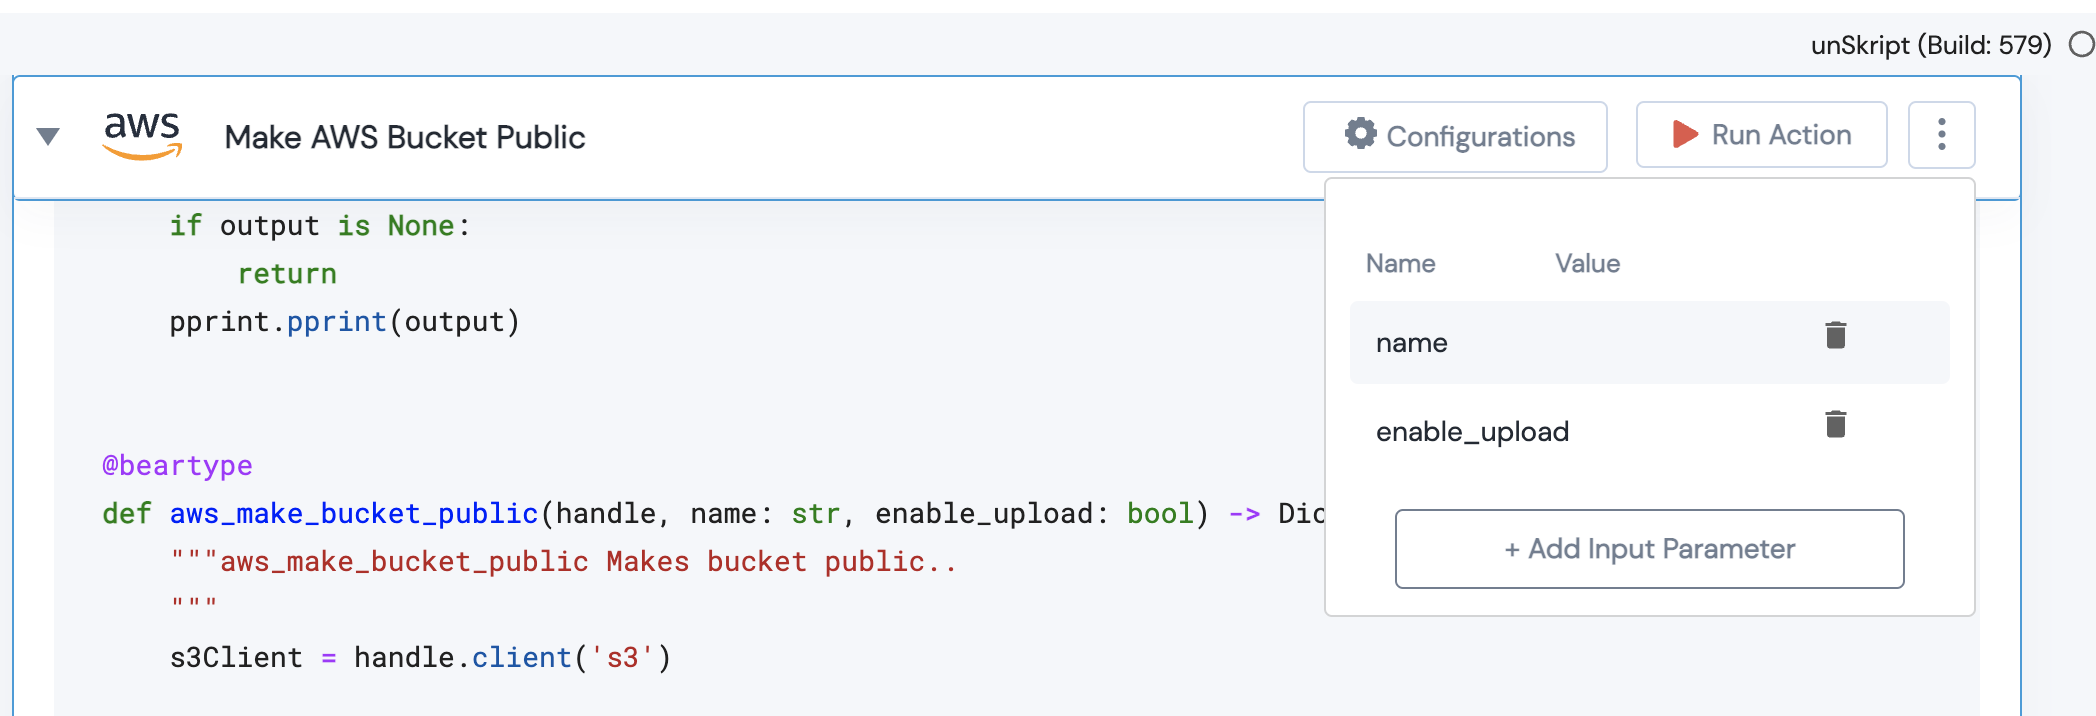 unSkript (Build: 579)
aws Make AWS Bucket Public Configurations Run Action
if output is None:
return
pprint.pprint(output)
@beartype
def aws_make_bucket_public(handle, name: str, enable_upload: bool) -> Dic
"""aws_make_bucket_public Makes bucket public..
"""
s3Client = handle.client('s3')
Name Value
name
enable_upload
+ Add Input Parameter